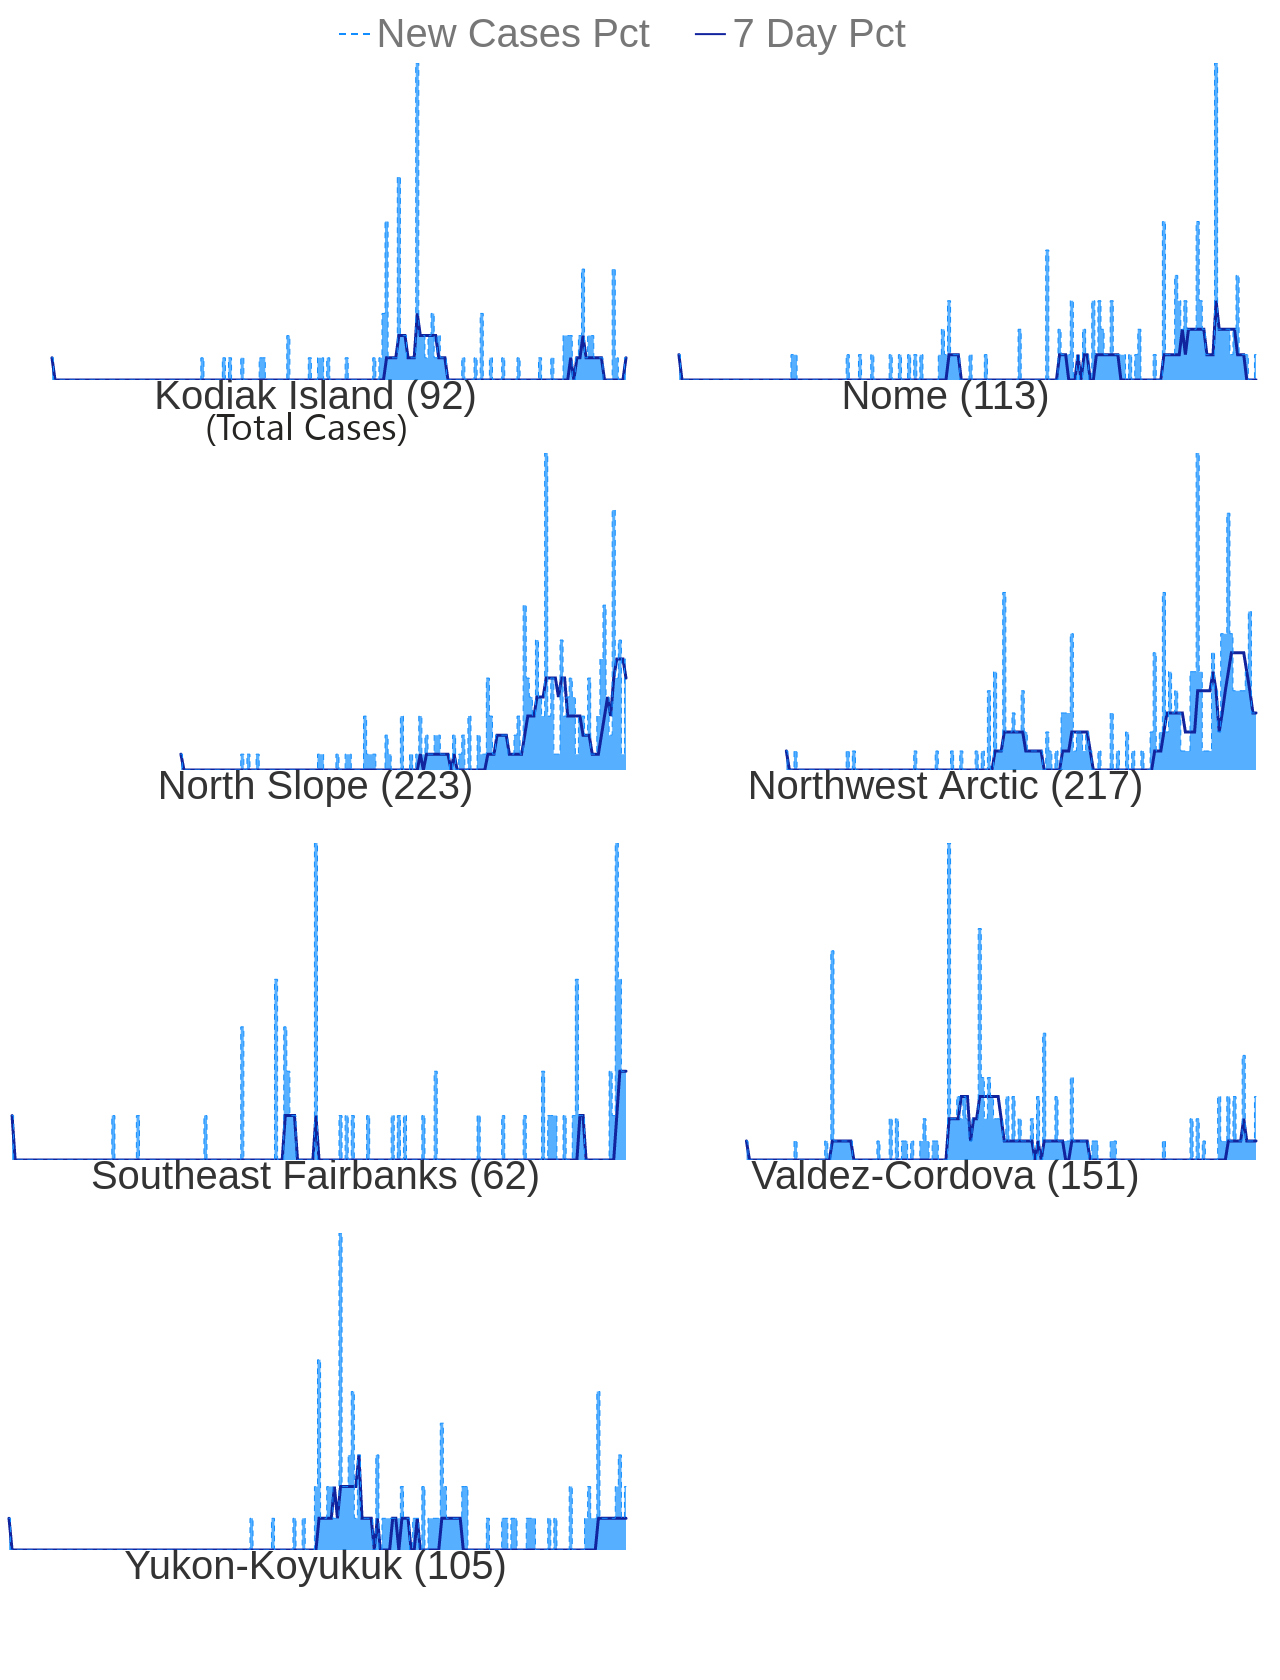 New Cases Pct 7 Day Pct
Kodiak Island (92) Nome (113)
(Total Cases)
North Slope (223) Northwest Arctic (217)
Southeast Fairbanks (62) Valdez-Cordova (151)
Yukon-Koyukuk (105)